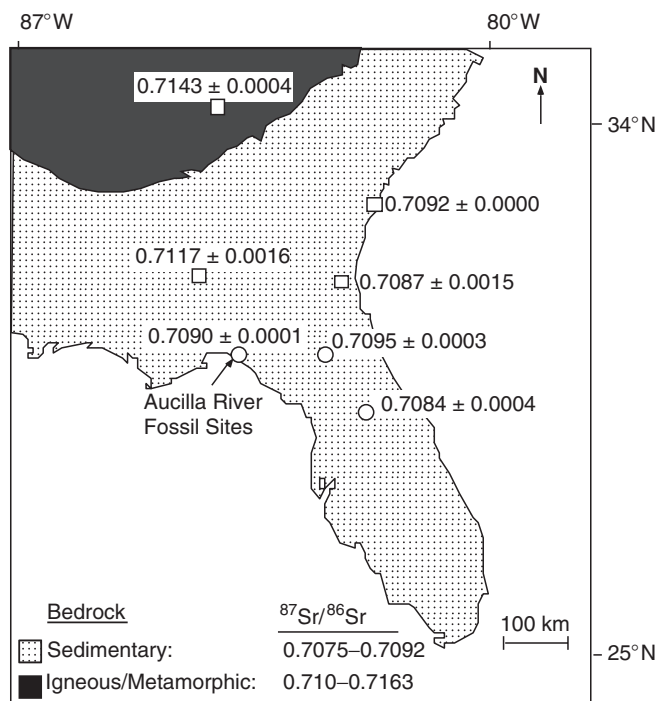 87°W 80°W
N
0.7143 ± 0.0004
34°N
0.7092 ± 0.0000
0.7117 ± 0.0016
0.7087 ± 0.0015
0.7090 ± 0.0001
0.7095 ± 0.0003
Aucilla River
Fossil Sites
0.7084 ± 0.0004
Bedrock ⁸⁷Sr/⁸⁶Sr
100 km
Sedimentary: 0.7075–0.7092
25°N
Igneous/Metamorphic: 0.710–0.7163